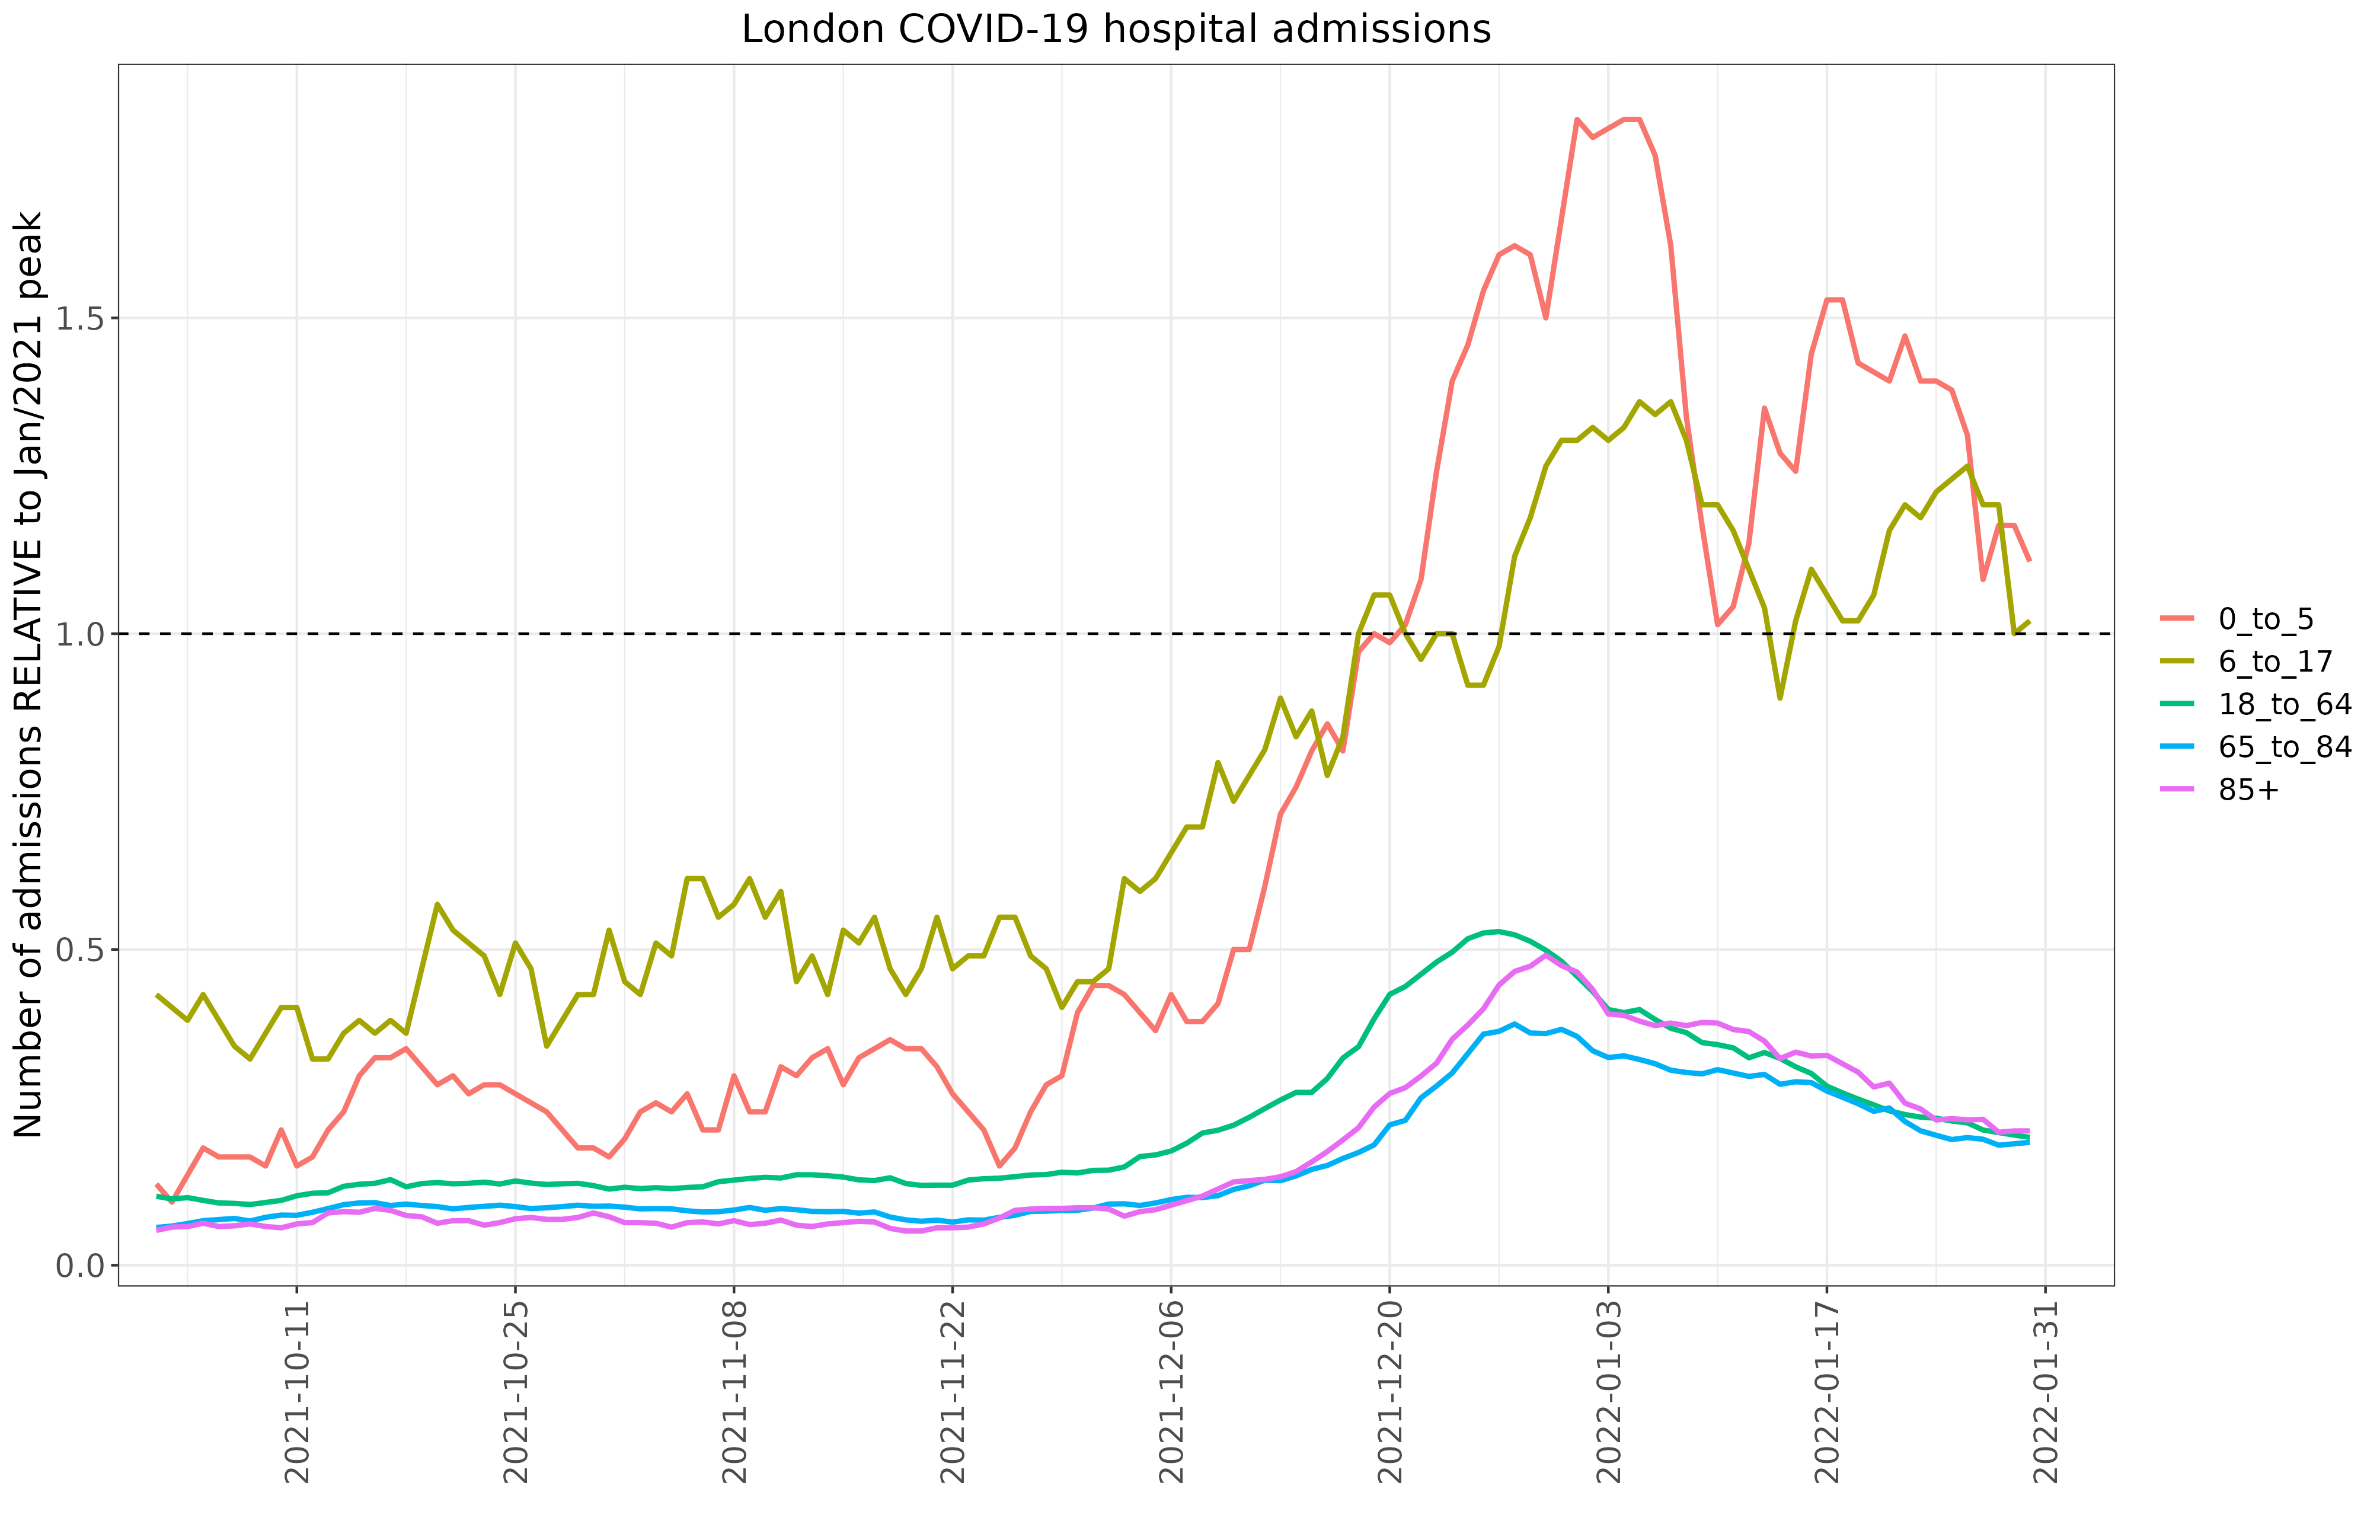 London COVID-19 hospital admissions
Number of admissions RELATIVE to Jan/2021 peak
1.5
1.0
0.5
0.0
2021-10-11
2021-10-25
2021-11-08
2021-11-22
2021-12-06
2021-12-20
2022-01-03
2022-01-17
2022-01-31
0_to_5
6_to_17
18_to_64
65_to_84
85+